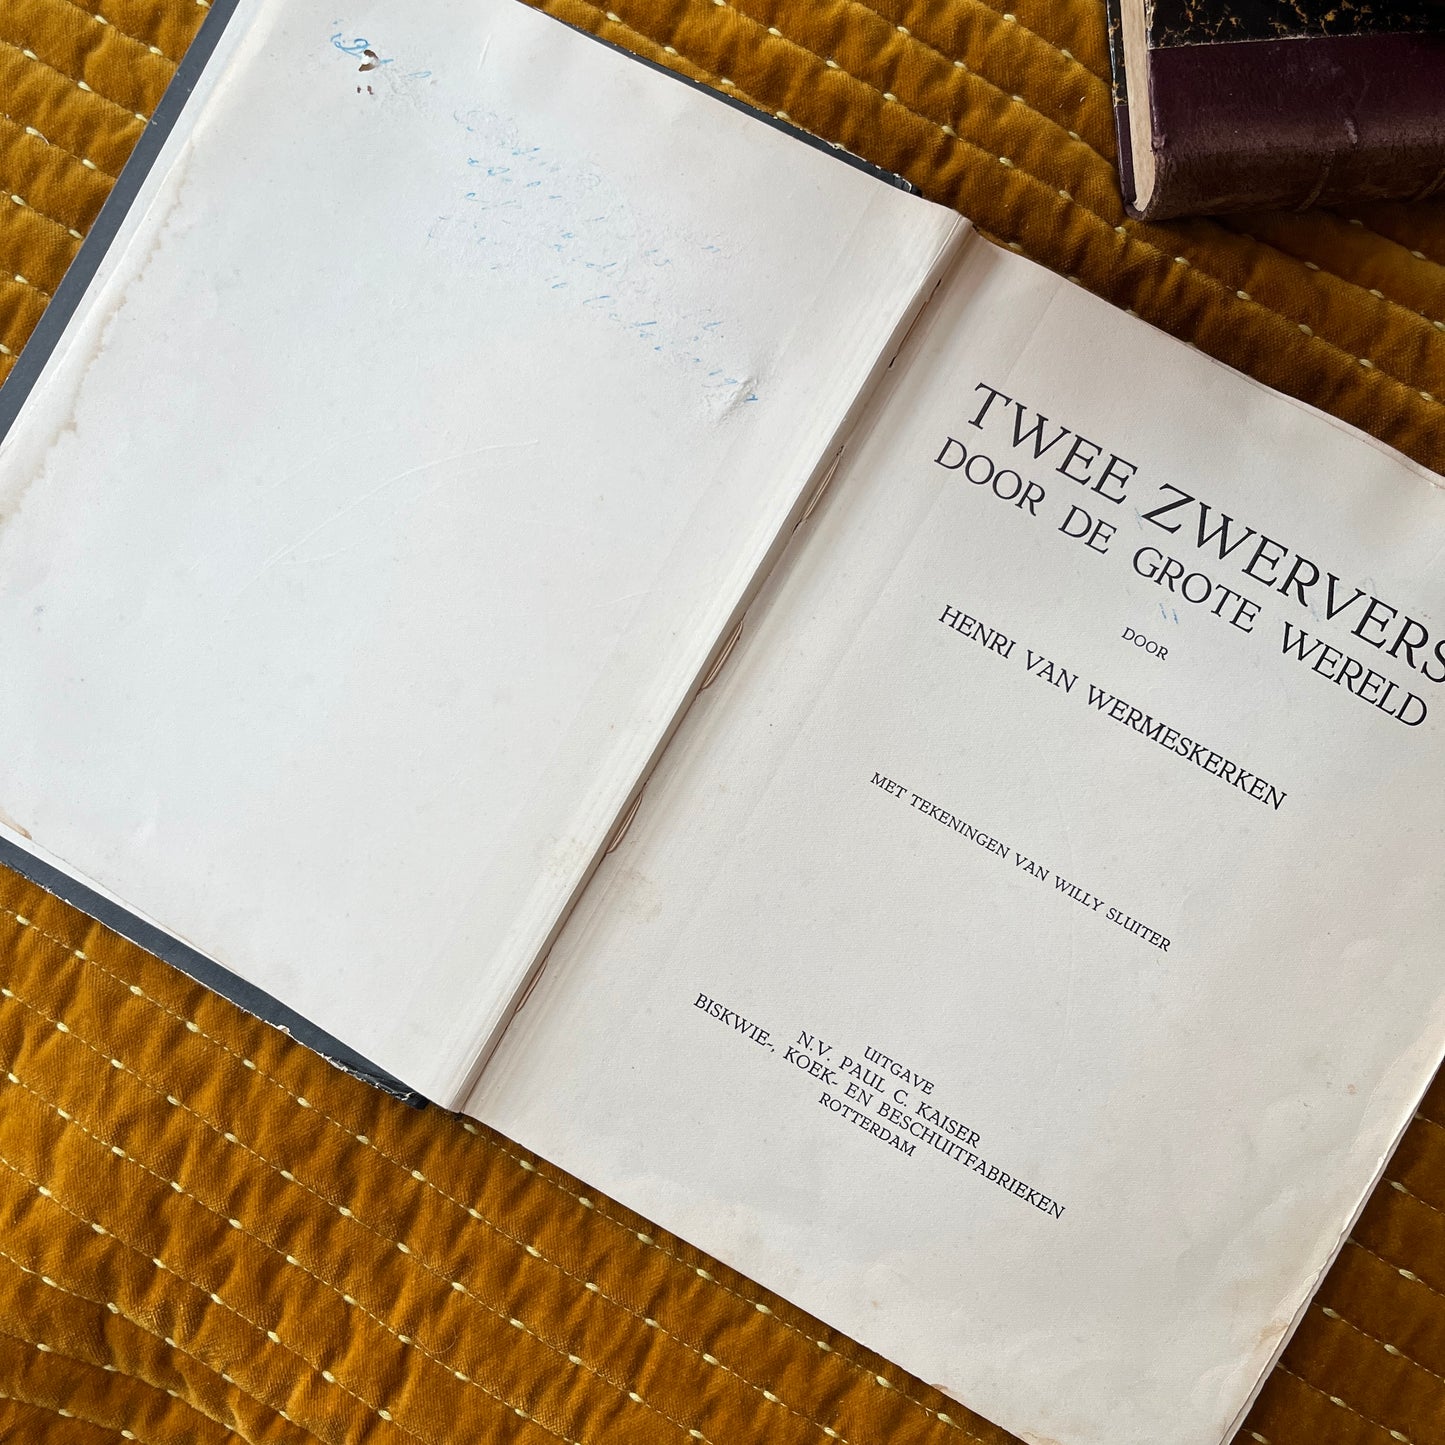 TWEE ZWERVERS
DOOR DE GROTE WERELD
DOOR
HENRI VAN WERMESKERKEN
MET TEKENINGEN VAN WILLY SLUITER
UITGAVE
N.V. PAUL C. KAISER
BISKWIE-, KOEK- EN BESCHUITFABRIEKEN
ROTTERDAM